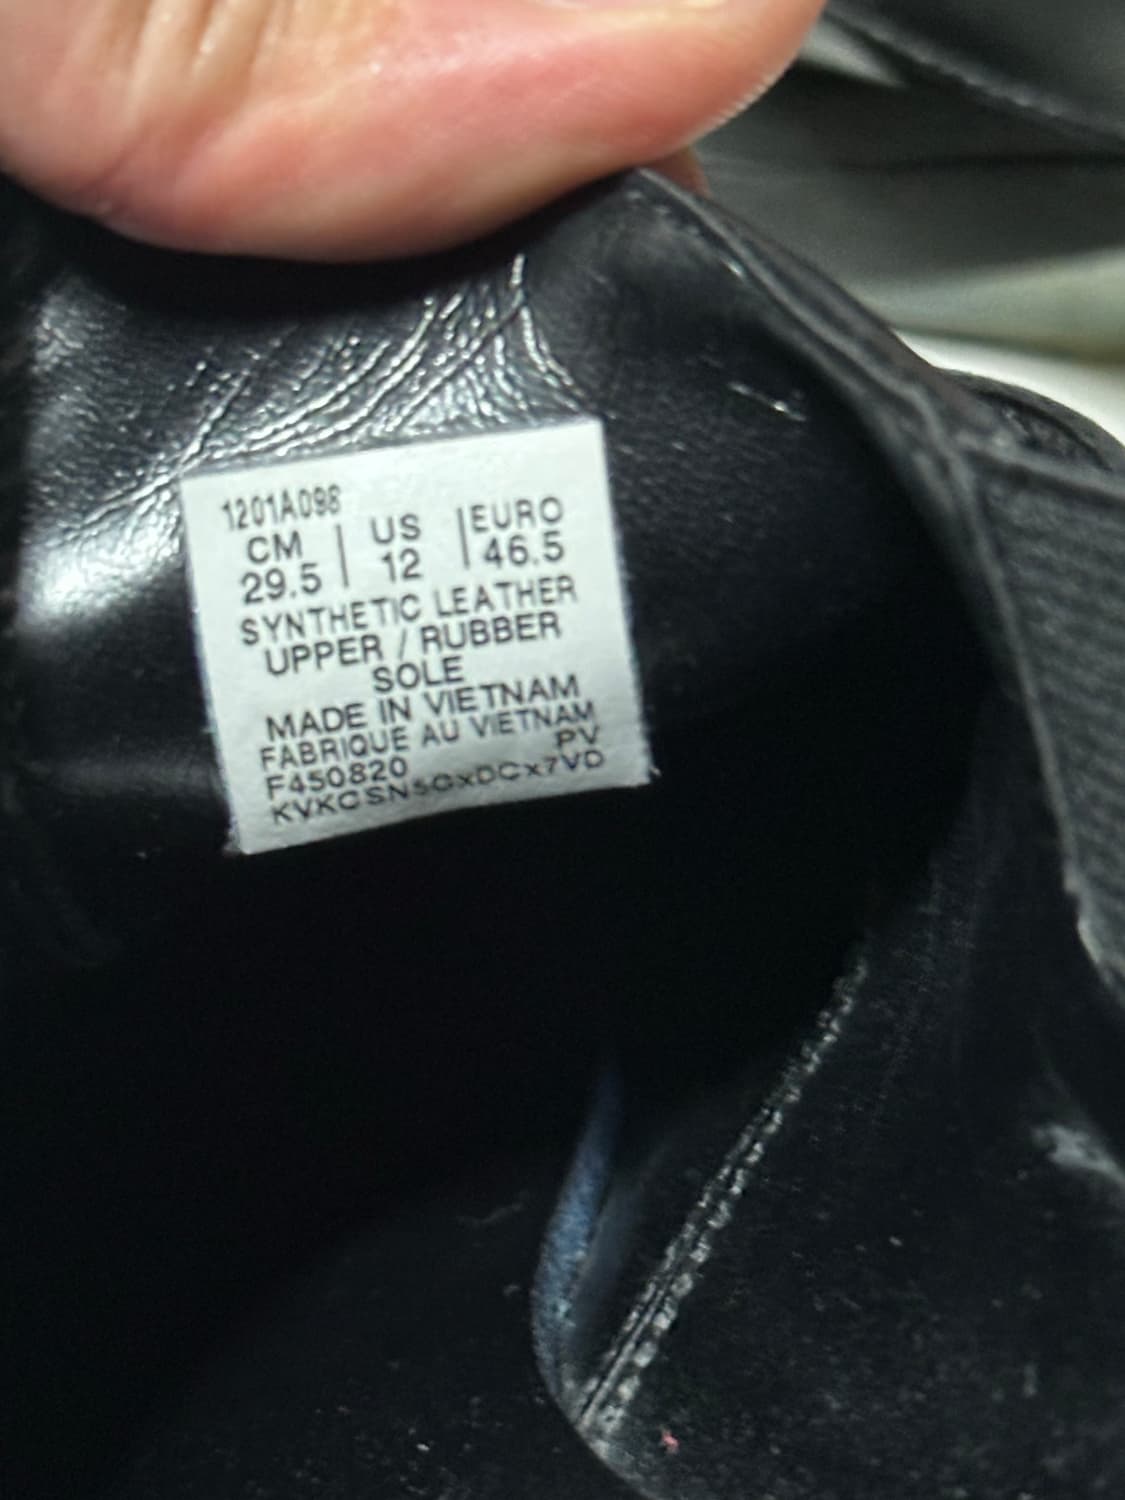 1201A098
CM | US | EURO
29.5 | 12 | 46.5
SYNTHETIC LEATHER
UPPER / RUBBER
SOLE
MADE IN VIETNAM
FABRIQUE AU VIETNAM
PV
F450820